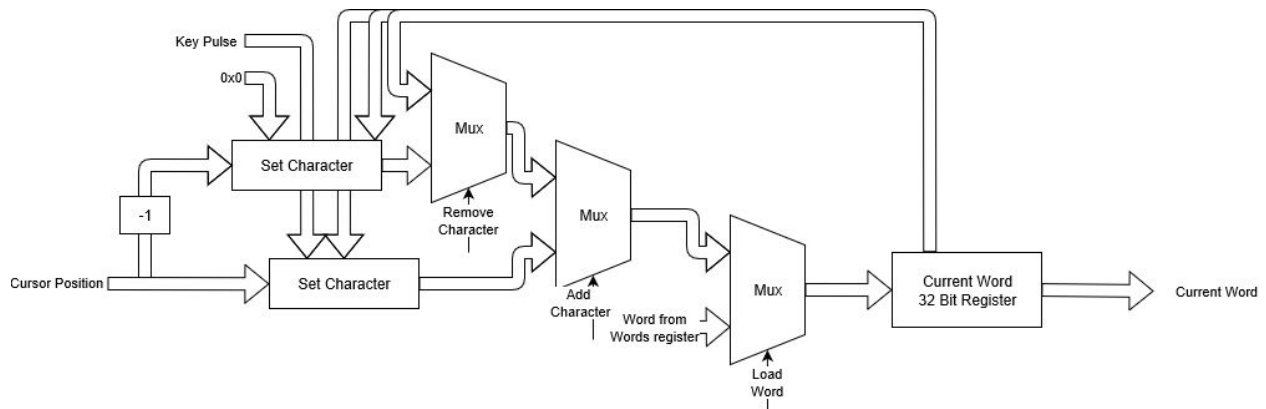 Key Pulse
0x0
Mux
Set Character
Mux
-1
Remove
Character
Cursor Position
Set Character
Mux
Current Word
32 Bit Register
Current Word
Add
Character
Word from
Words register
Load
Word